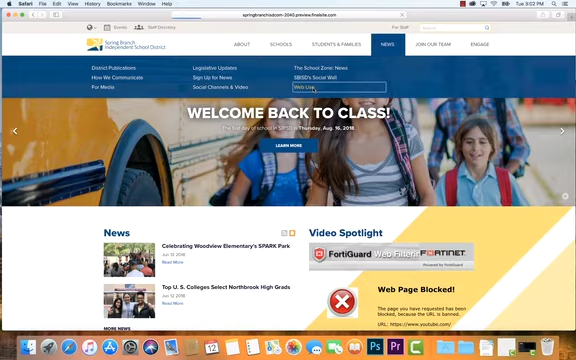 Safari File Edit View History Bookmarks Window Help
Tue 5:02 PM
springbranchisdcom-2040.preview.finalsite.com
Events Staff Directory For Staff
Spring Branch
Independent School District
ABOUT SCHOOLS STUDENTS & FAMILIES NEWS JOIN OUR TEAM ENGAGE
District Publications Legislative Updates The School Zone: News
How We Communicate Sign Up for News SBISD's Social Wall
For Media Social Channels & Video Web Use
WELCOME BACK TO CLASS!
The first day of school in SBISD is Thursday, Aug. 16, 2018.
LEARN MORE
News
Celebrating Woodview Elementary's SPARK Park
Jun 13 2018
Read More
Top U. S. Colleges Select Northbrook High Grads
Jun 12 2018
Read More
MORE NEWS
Video Spotlight
FortiGuard Web Filtering
FORTINET
Powered by FortiGuard
Web Page Blocked!
The page you have requested has been
blocked, because the URL is banned.
URL: https://www.youtube.com/